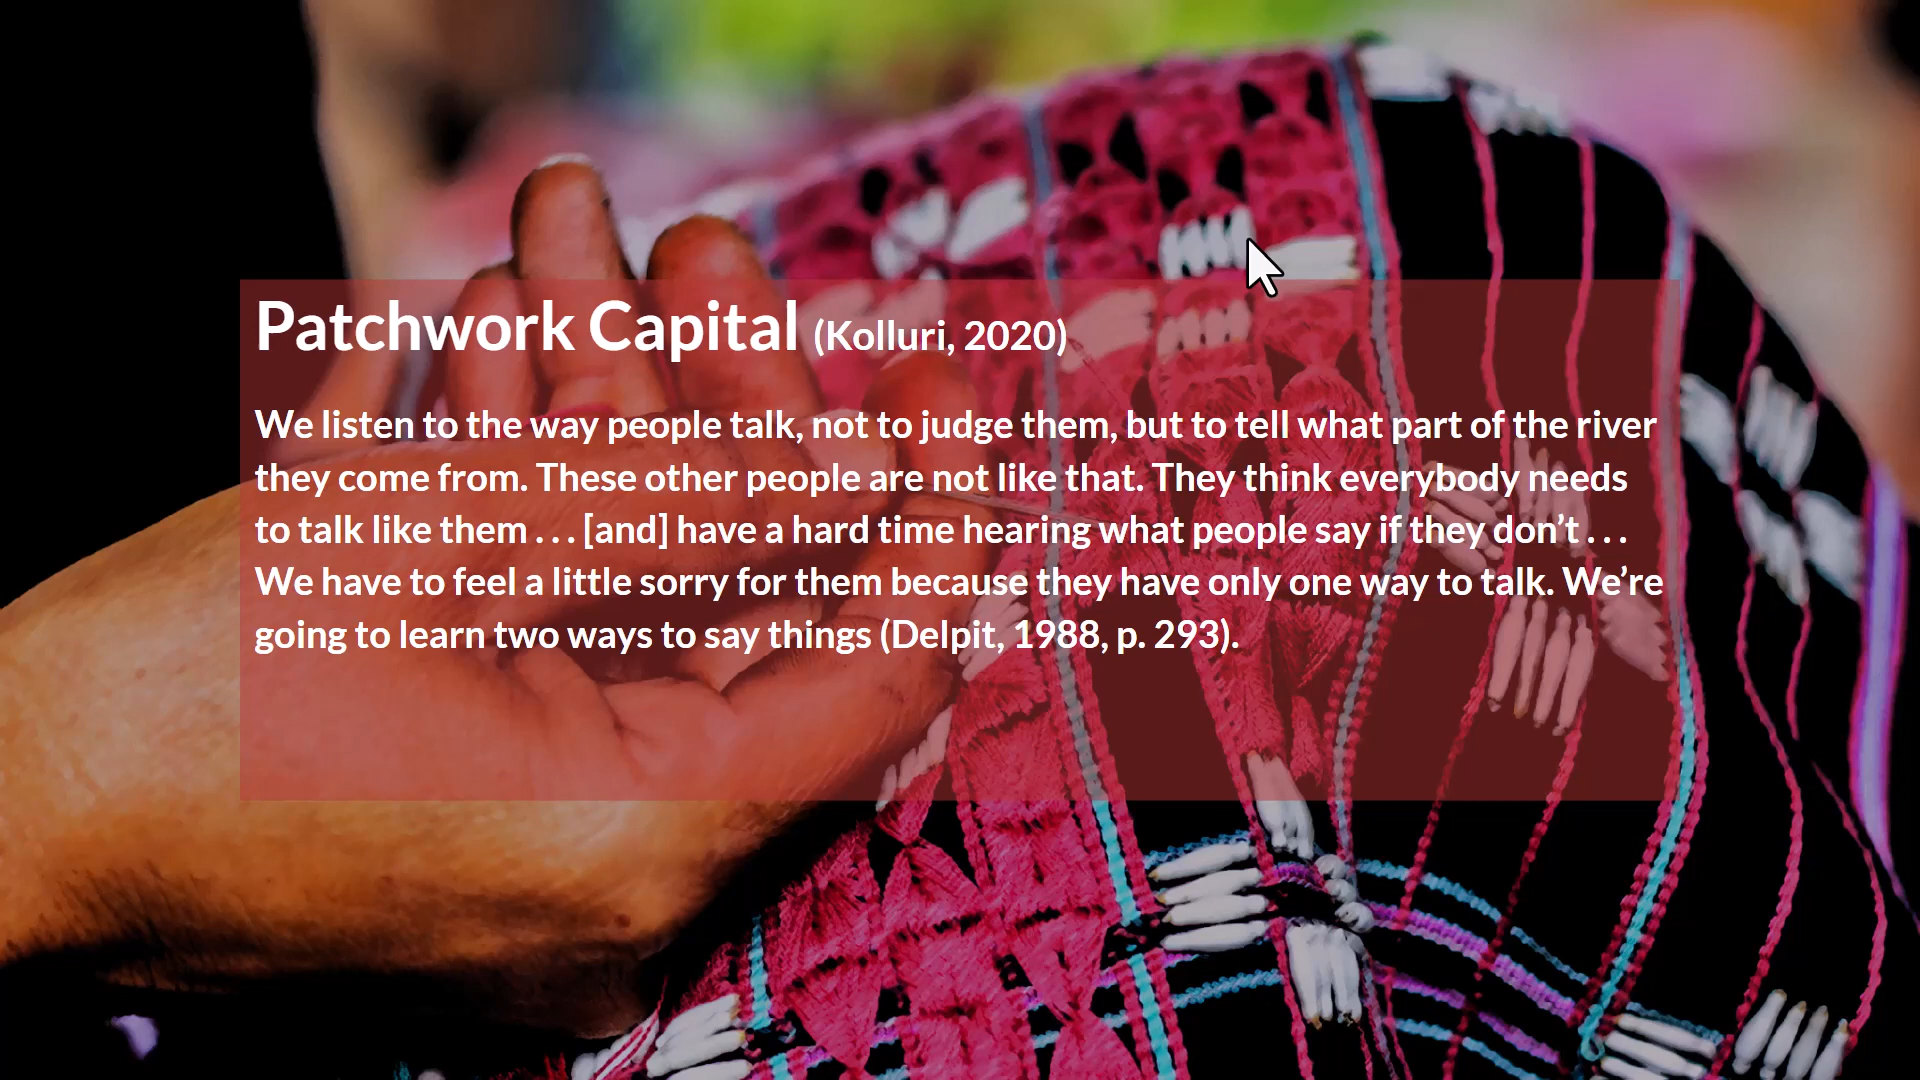 Patchwork Capital (Kolluri, 2020)
We listen to the way people talk, not to judge them, but to tell what part of the river
they come from. These other people are not like that. They think everybody needs
to talk like them . . . [and] have a hard time hearing what people say if they don’t . . .
We have to feel a little sorry for them because they have only one way to talk. We’re
going to learn two ways to say things (Delpit, 1988, p. 293).